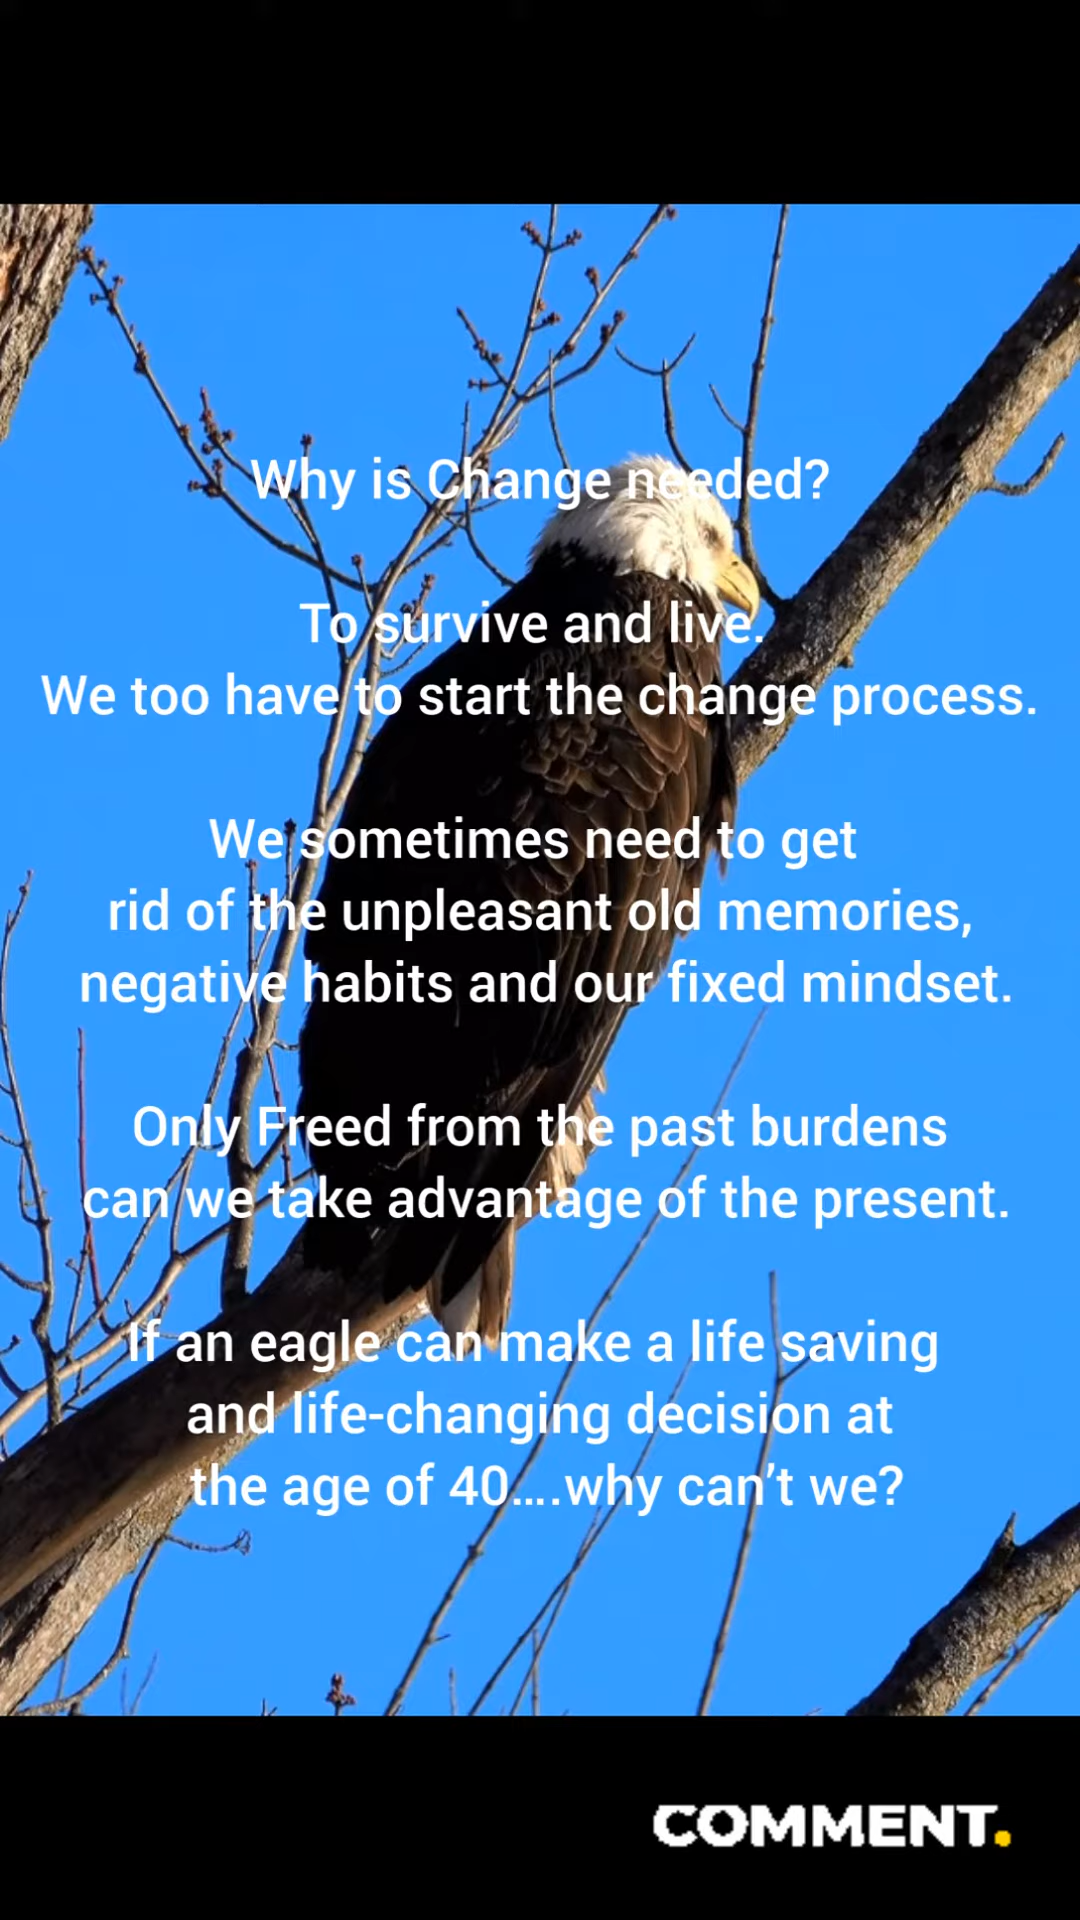 Why is Change needed?
To survive and live.
We too have to start the change process.
We sometimes need to get
rid of the unpleasant old memories,
negative habits and our fixed mindset.
Only Freed from the past burdens
can we take advantage of the present.
If an eagle can make a life saving
and life-changing decision at
the age of 40....why can't we?
COMMENT.